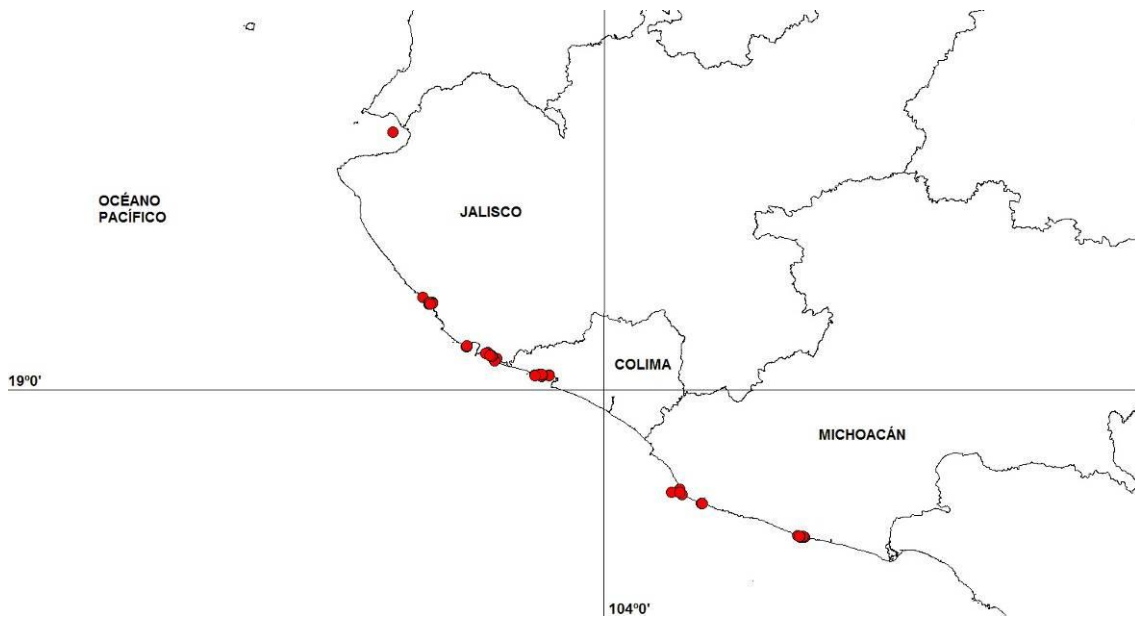 OCÉANO
PACÍFICO
JALISCO
COLIMA
19º0'
MICHOACÁN
104º0'